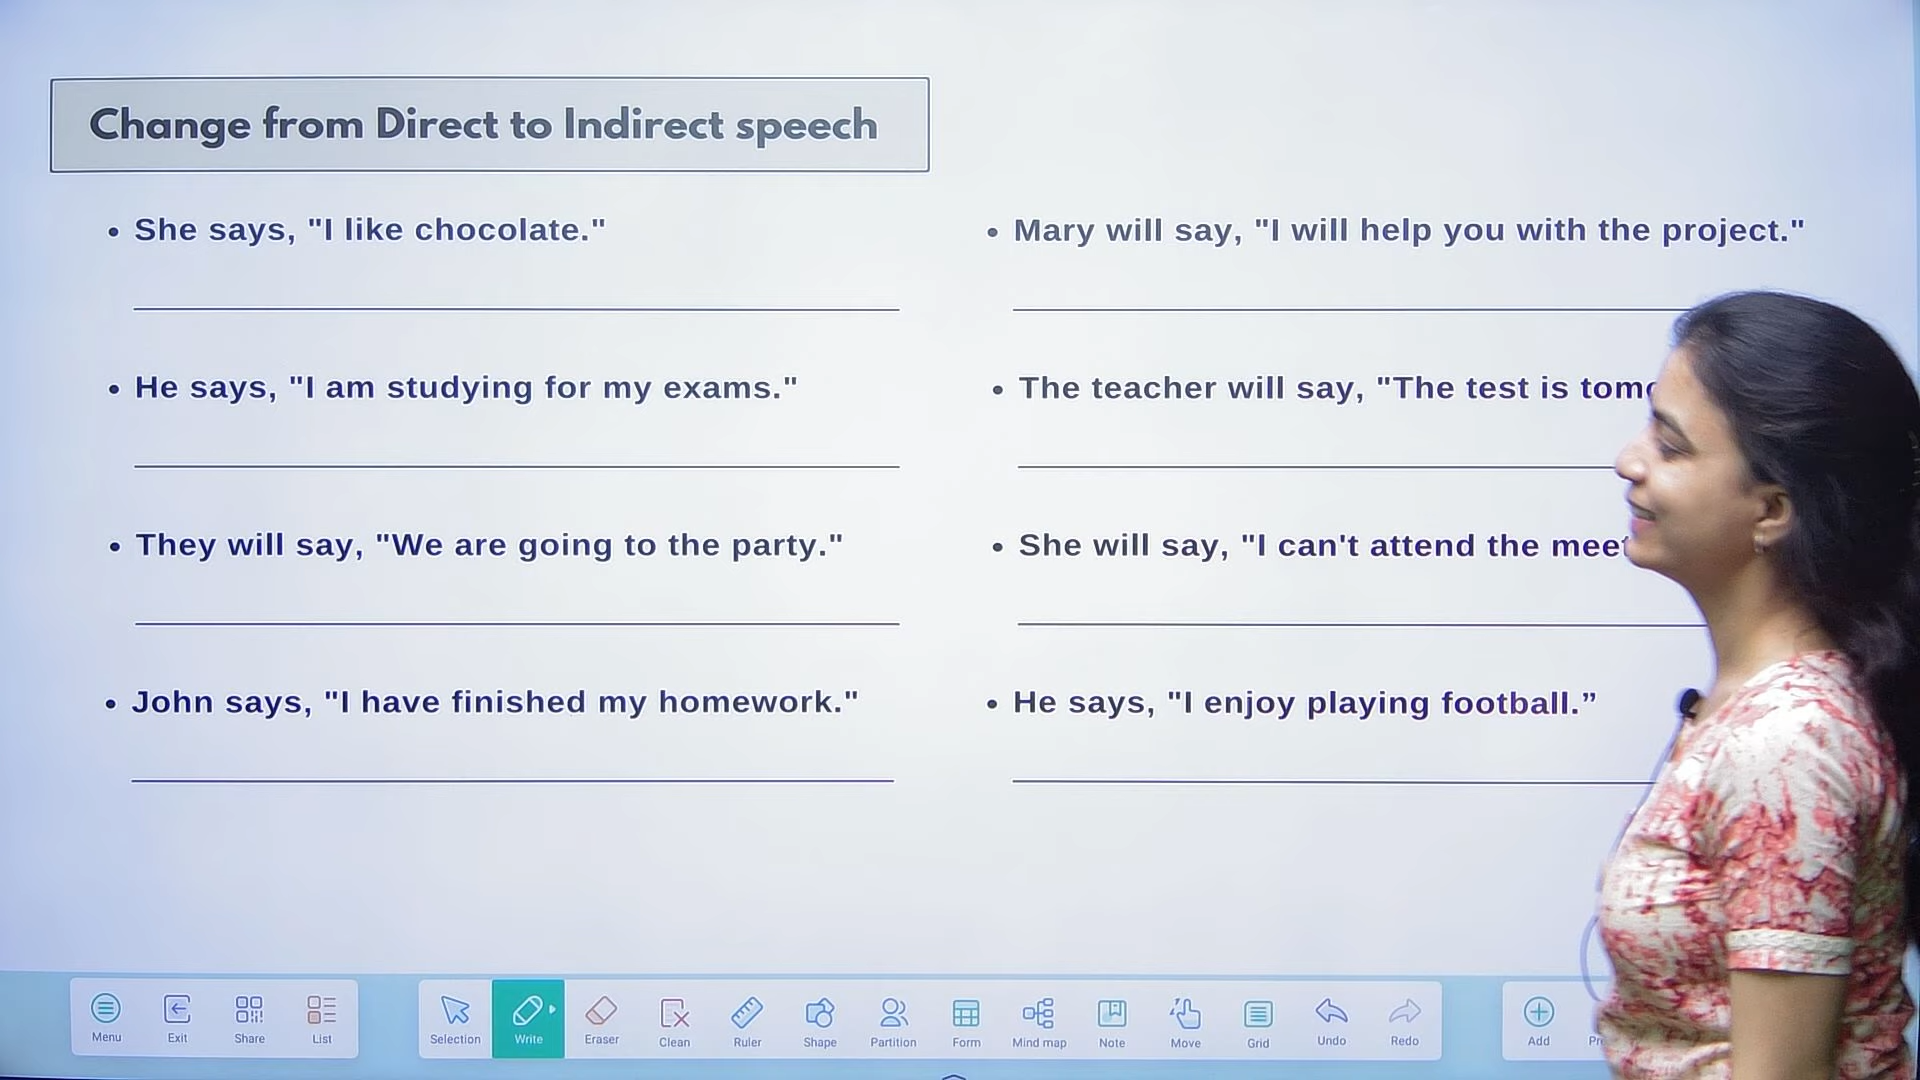 Change from Direct to Indirect speech
• She says, "I like chocolate."
• He says, "I am studying for my exams."
• They will say, "We are going to the party."
• John says, "I have finished my homework."
• Mary will say, "I will help you with the project."
• The teacher will say, "The test is
• She will say, "I can't attend the
• He says, "I enjoy playing football.”
Menu Exit Share List Selection Write Eraser Clean Ruler Shape Partition Form Mind map Note Move Grid Undo Redo Add